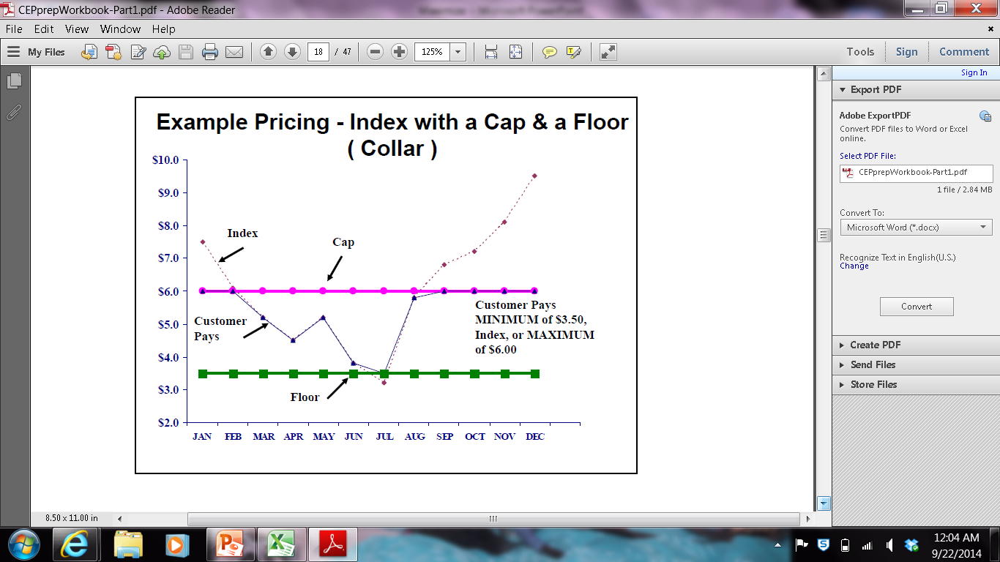 CEPprepWorkbook-Part1.pdf - Adobe Reader
File Edit View Window Help
My Files 18 / 47 125% Tools Sign Comment
Sign In
Export PDF
Adobe ExportPDF
Convert PDF files to Word or Excel
online.
Select PDF File:
CEPprepWorkbook-Part1.pdf
1 file / 2.84 MB
Convert To:
Microsoft Word (*.docx)
Recognize Text in English(U.S.)
Change
Convert
Create PDF
Send Files
Store Files
Example Pricing - Index with a Cap & a Floor
( Collar )
$10.0
$9.0
$8.0
$7.0
$6.0
$5.0
$4.0
$3.0
$2.0
Index
Cap
Customer
Pays
Floor
Customer Pays
MINIMUM of $3.50,
Index, or MAXIMUM
of $6.00
JAN FEB MAR APR MAY JUN JUL AUG SEP OCT NOV DEC
8.50 x 11.00 in
12:04 AM
9/22/2014